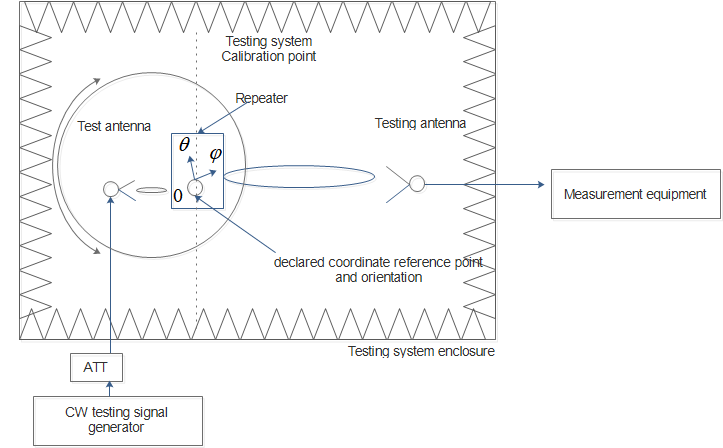 Testing system
Calibration point
Repeater
Test antenna
Testing antenna
θ
φ
0
Measurement equipment
declared coordinate reference point
and orientation
Testing system enclosure
ATT
CW testing signal
generator